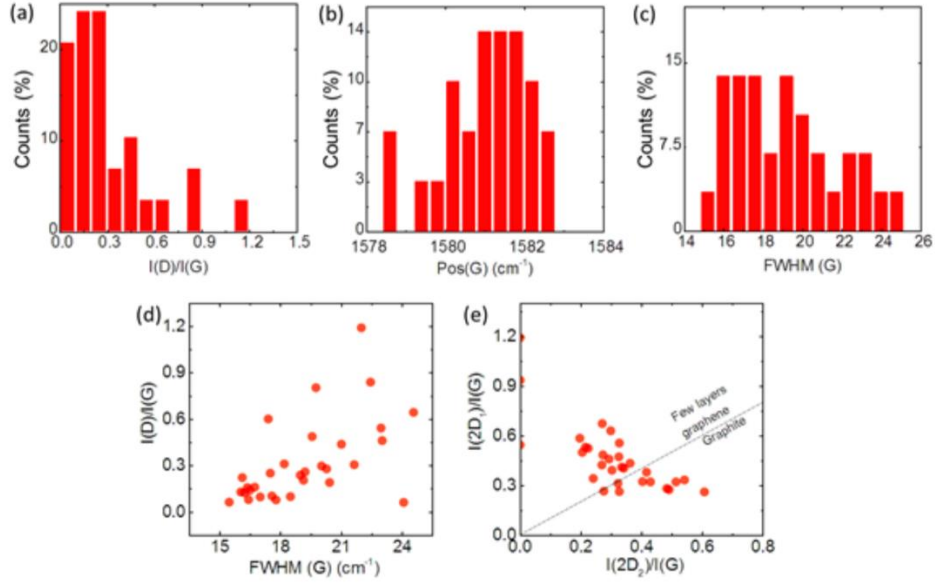 (a)
Counts (%)
20
10
0
0.0 0.3 0.6 0.9 1.2 1.5
I(D)/I(G)
(b)
Counts (%)
14
10
7
3
0
1578 1580 1582 1584
Pos(G) (cm⁻¹)
(c)
Counts (%)
15
7.5
0
14 16 18 20 22 24 26
FWHM (G)
(d)
I(D)/I(G)
1.2
0.9
0.6
0.3
0.0
15 18 21 24
FWHM (G) (cm⁻¹)
(e)
I(2D₁)/I(G)
1.2
0.9
0.6
0.3
0.0
0.0 0.2 0.4 0.6 0.8
I(2D₂)/I(G)
Few layers
graphene
Graphite